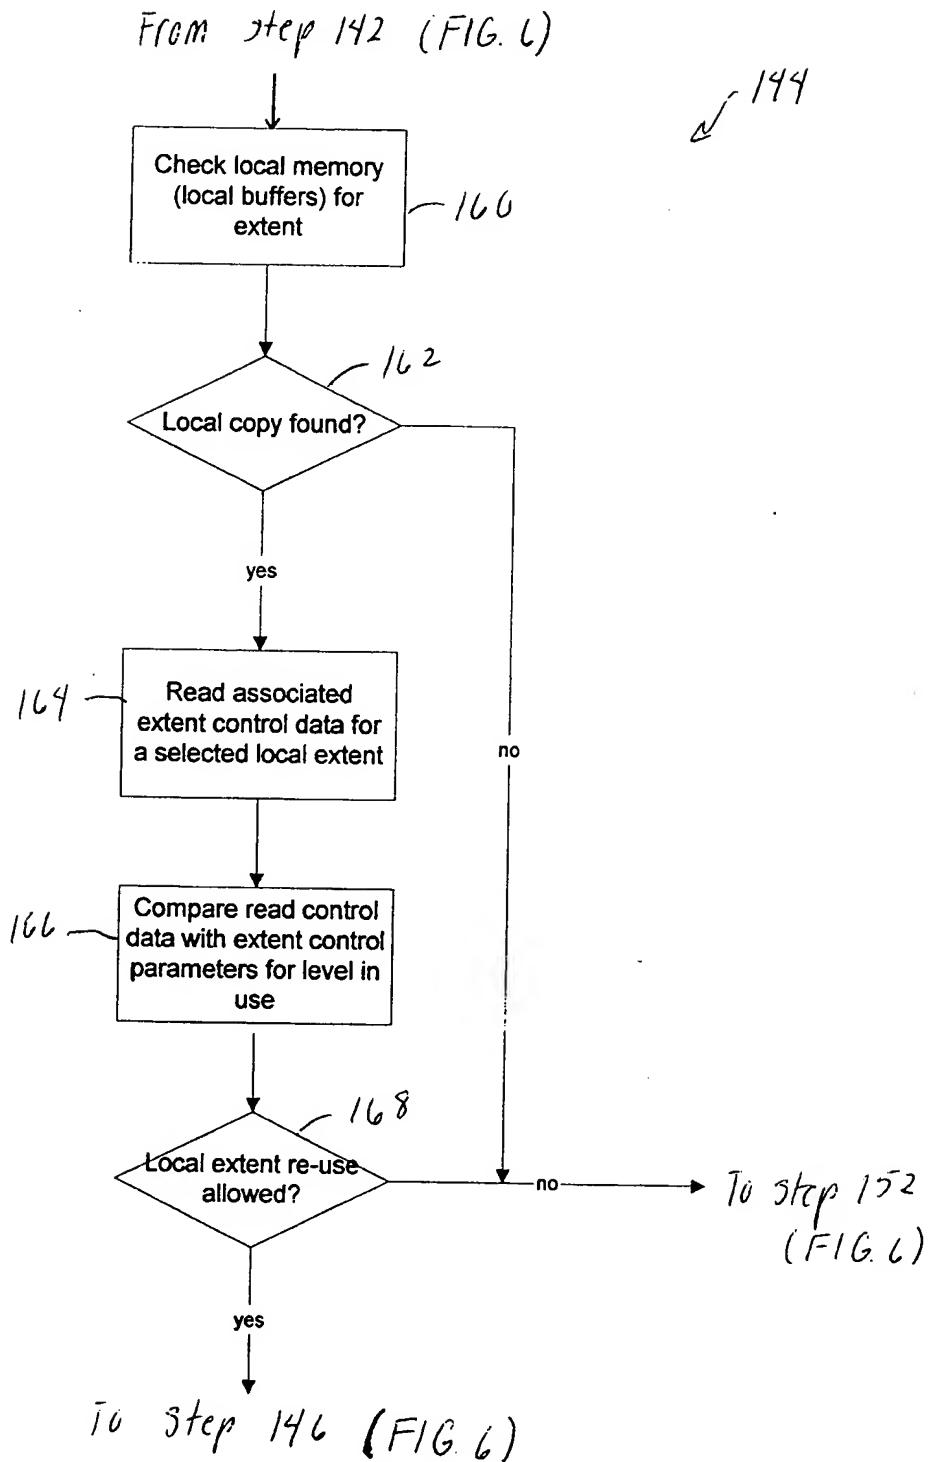 From step 142 (FIG. 6)
144
Check local memory
(local buffers) for
extent
160
162
Local copy found?
yes
164
Read associated
extent control data for
a selected local extent
no
166
Compare read control
data with extent control
parameters for level in
use
168
Local extent re-use
allowed?
no
To step 152
(FIG. 6)
yes
To step 146 (FIG. 6)